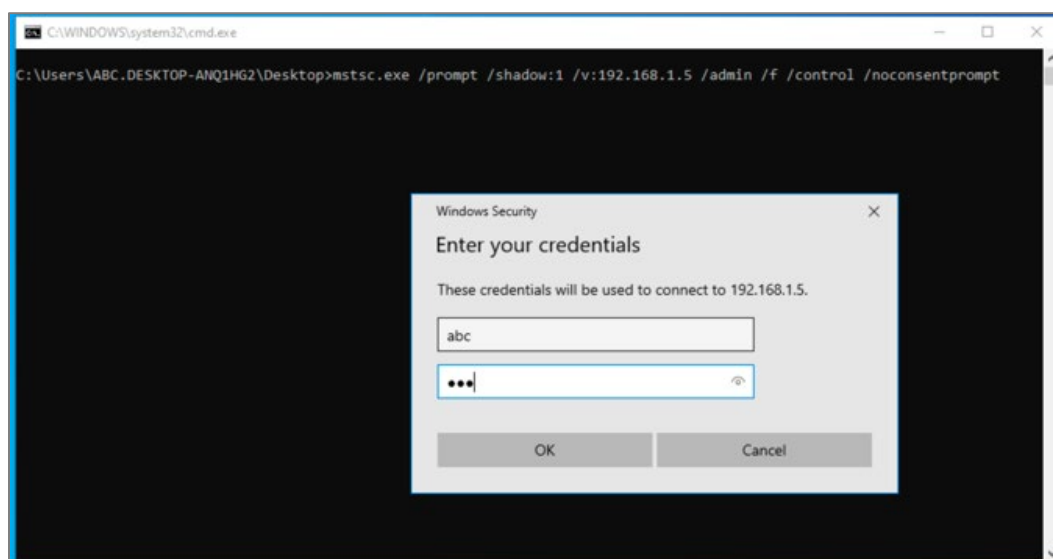 C:\WINDOWS\system32\cmd.exe
C:\Users\ABC.DESKTOP-ANQ1HG2\Desktop>mstsc.exe /prompt /shadow:1 /v:192.168.1.5 /admin /f /control /noconsentprompt
Windows Security
Enter your credentials
These credentials will be used to connect to 192.168.1.5.
abc
•••
OK Cancel